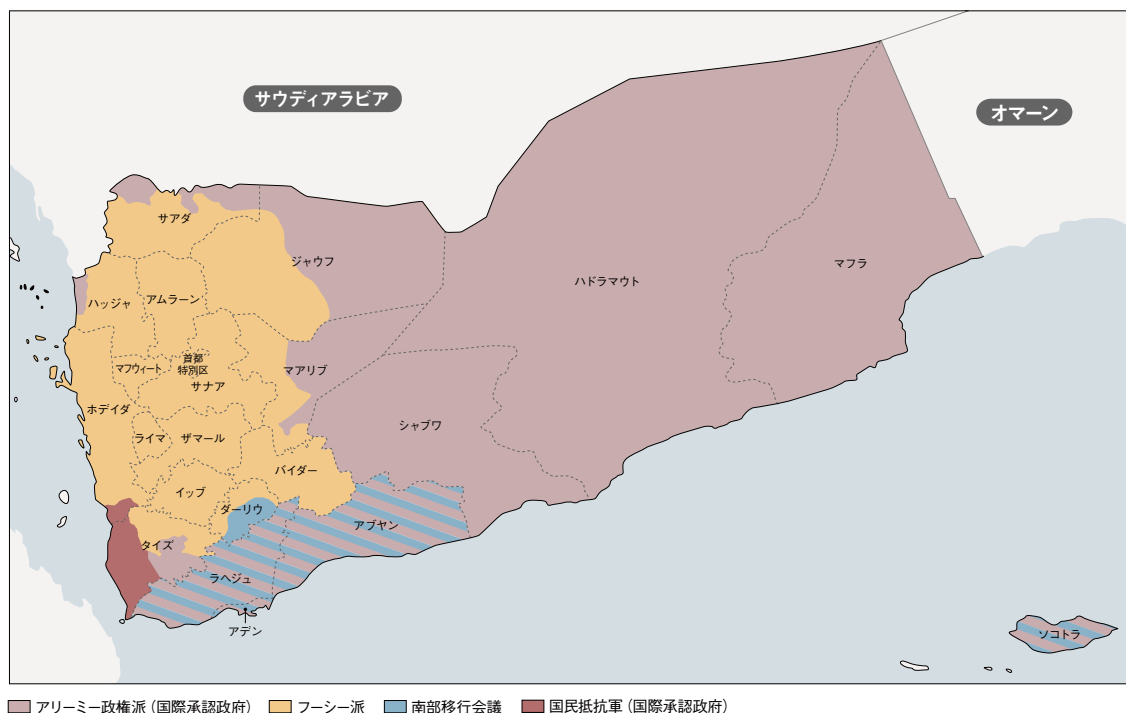 サウディアラビア
オマーン
サアダ
ジャウフ
マフラ
ハドラマウト
ハッジャ
アムラーン
首都
特別区
マフウィート
マアリブ
サナア
ホデイダ
シャブワ
ライマ
ザマール
バイダー
イッブ
ダーリウ
アブヤン
タイズ
ラヘジュ
アデン
ソコトラ
アリーミー政権派（国際承認政府） フーシー派 南部移行会議 国民抵抗軍（国際承認政府）